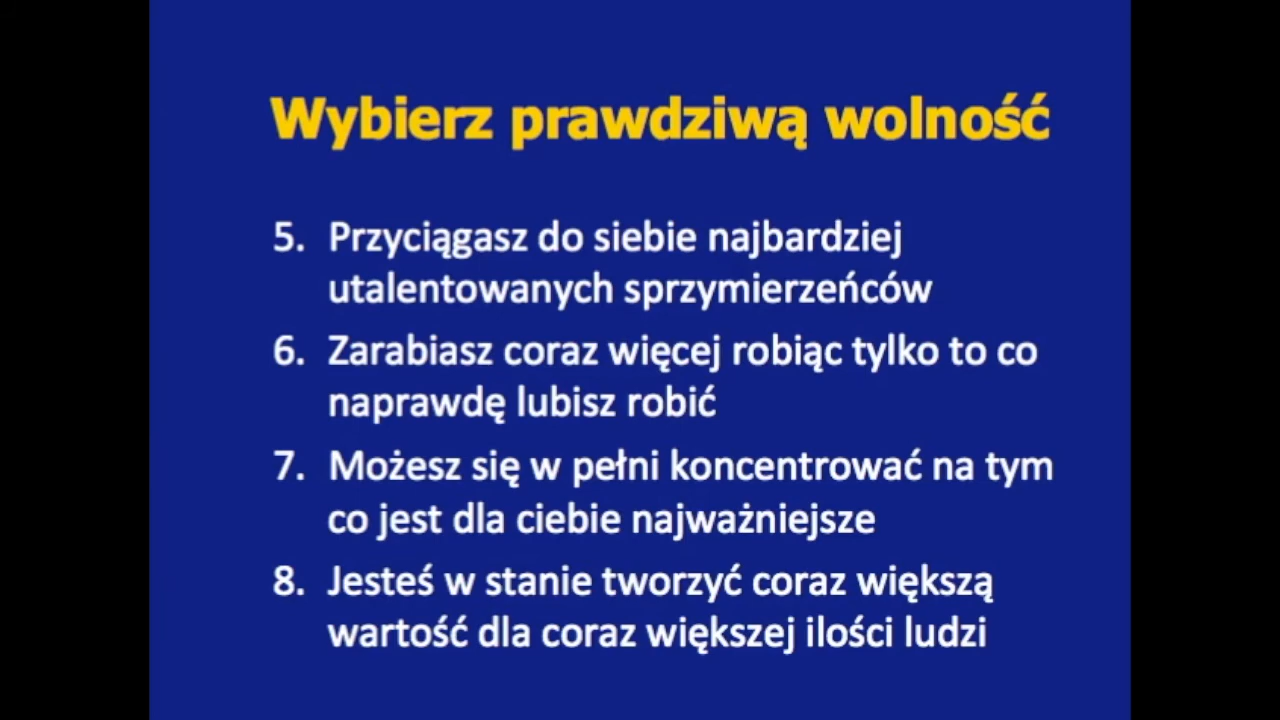 Wybierz prawdziwą wolność
5. Przyciągasz do siebie najbardziej
utalentowanych sprzymierzeńców
6. Zarabiasz coraz więcej robiąc tylko to co
naprawdę lubisz robić
7. Możesz się w pełni koncentrować na tym
co jest dla ciebie najważniejsze
8. Jesteś w stanie tworzyć coraz większą
wartość dla coraz większej ilości ludzi